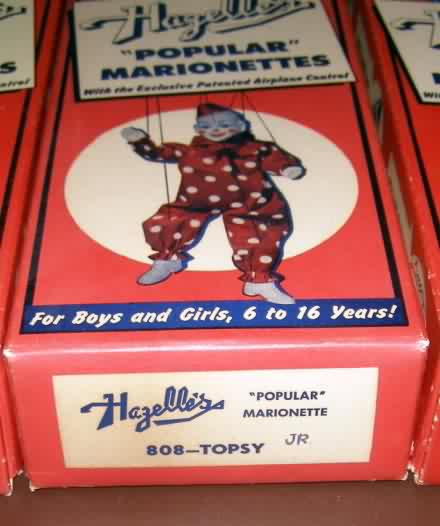 Hazelle's
"POPULAR"
MARIONETTES
With the Exclusive Patented Airplane Control
For Boys and Girls, 6 to 16 Years!
Hazelle's
"POPULAR"
MARIONETTE
808-TOPSY JR